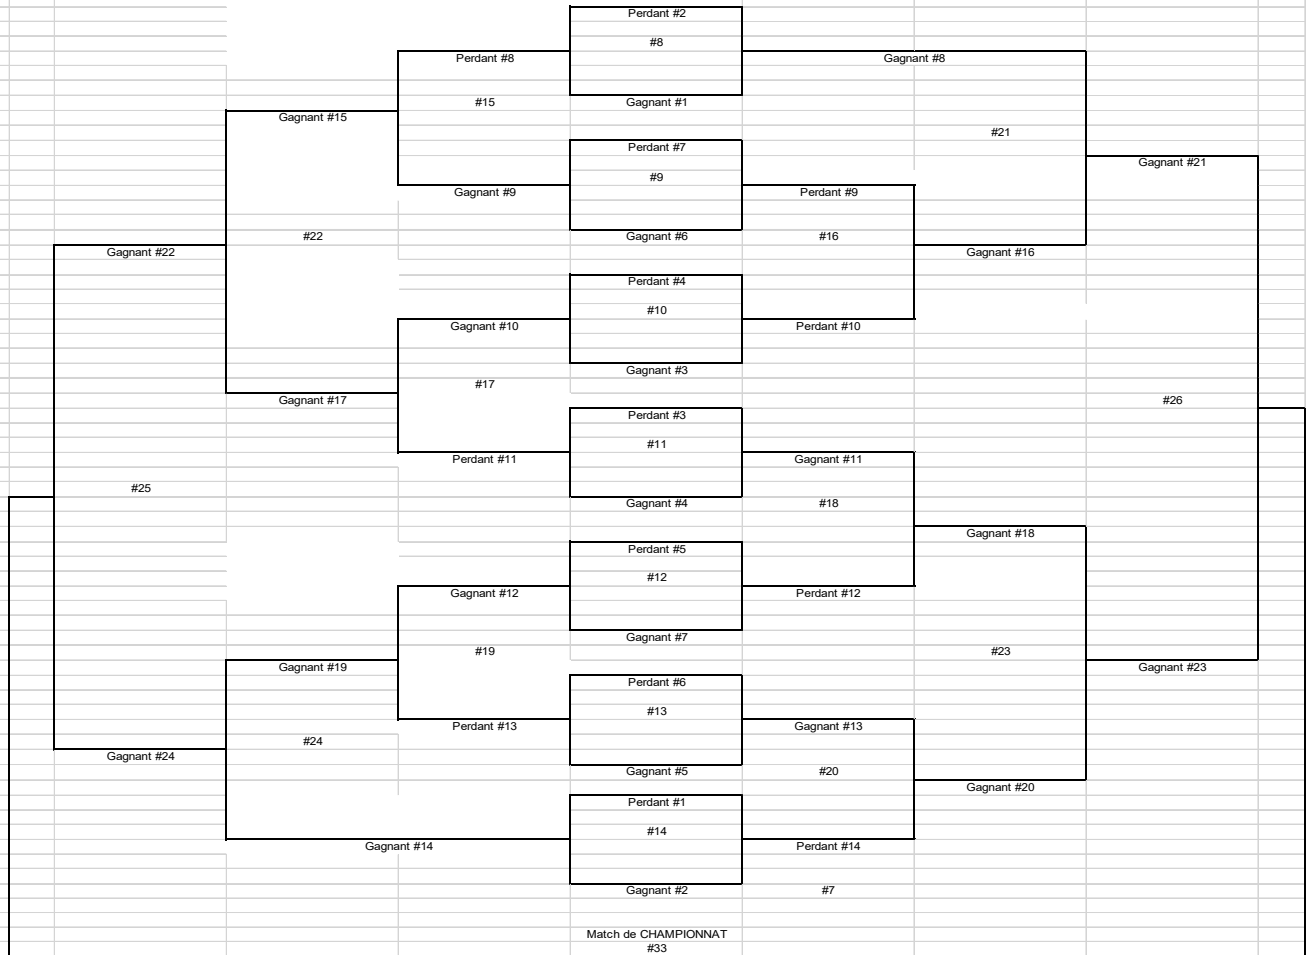 Perdant #2
#8
Perdant #8
Gagnant #8
#15
Gagnant #1
Gagnant #15
#21
Perdant #7
Gagnant #21
#9
Gagnant #9
Perdant #9
#22
Gagnant #6
#16
Gagnant #22
Gagnant #16
Perdant #4
#10
Gagnant #10
Perdant #10
Gagnant #3
#17
Gagnant #17
#26
Perdant #3
#11
Perdant #11
Gagnant #11
#25
Gagnant #4
#18
Gagnant #18
Perdant #5
#12
Gagnant #12
Perdant #12
Gagnant #7
#19
#23
Gagnant #19
Gagnant #23
Perdant #6
#13
Perdant #13
Gagnant #13
#24
Gagnant #24
Gagnant #5
#20
Gagnant #20
Perdant #1
#14
Gagnant #14
Perdant #14
Gagnant #2
#7
Match de CHAMPIONNAT
#33